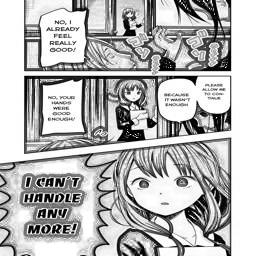 NO, I
ALREADY
FEEL
REALLY
GOOD!
PLEASE
ALLOW ME
TO CON-
TINUE
BECAUSE
IT WASN'T
ENOUGH
NO, YOUR
HANDS
WERE
GOOD
ENOUGH!
I CAN'T
HANDLE
ANY
MORE!